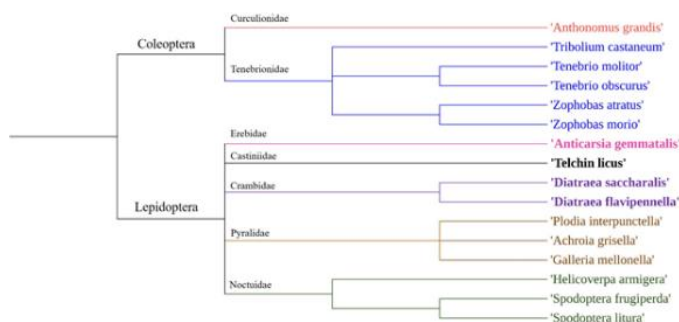 Curculionidae
'Anthonomus grandis'
Coleoptera
'Tribolium castaneum'
Tenebrionidae
'Tenebrio molitor'
'Tenebrio obscurus'
'Zophobas atratus'
'Zophobas morio'
Erebidae
'Anticarsia gemmatalis'
Castiniidae
'Telchin licus'
Crambidae
'Diatraea saccharalis'
'Diatraea flavipennella'
Lepidoptera
'Plodia interpunctella'
Pyralidae
'Achroia grisella'
'Galleria mellonella'
Noctuidae
'Helicoverpa armigera'
'Spodoptera frugiperda'
'Spodoptera litura'